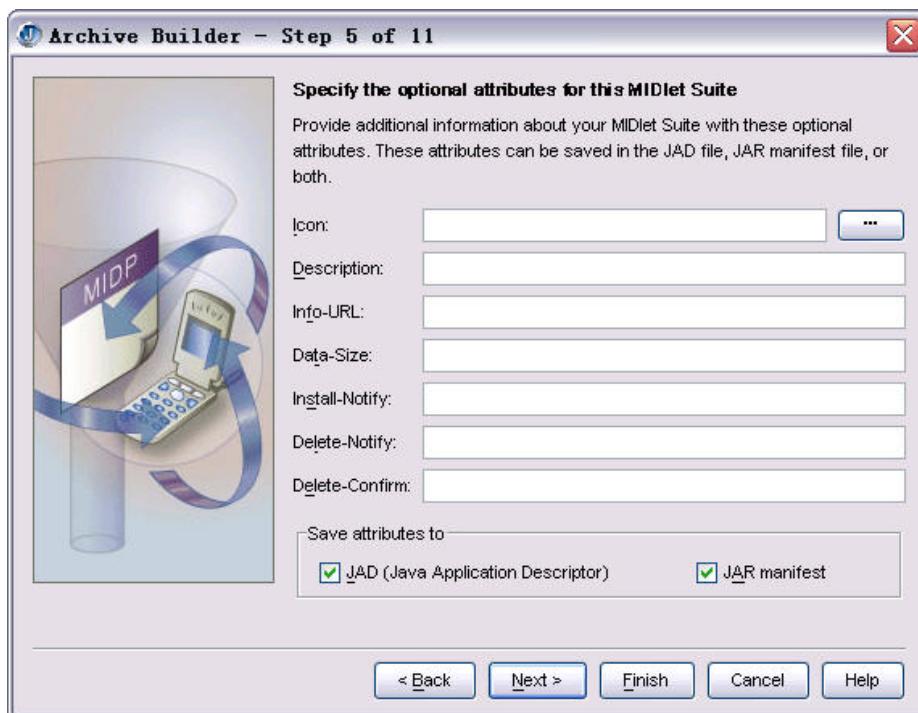 Archive Builder - Step 5 of 11
Specify the optional attributes for this MIDlet Suite
Provide additional information about your MIDlet Suite with these optional
attributes. These attributes can be saved in the JAD file, JAR manifest file, or
both.
MIDP
Icon:
...
Description:
Info-URL:
Data-Size:
Install-Notify:
Delete-Notify:
Delete-Confirm:
Save attributes to
JAD (Java Application Descriptor)
JAR manifest
< Back
Next >
Finish
Cancel
Help